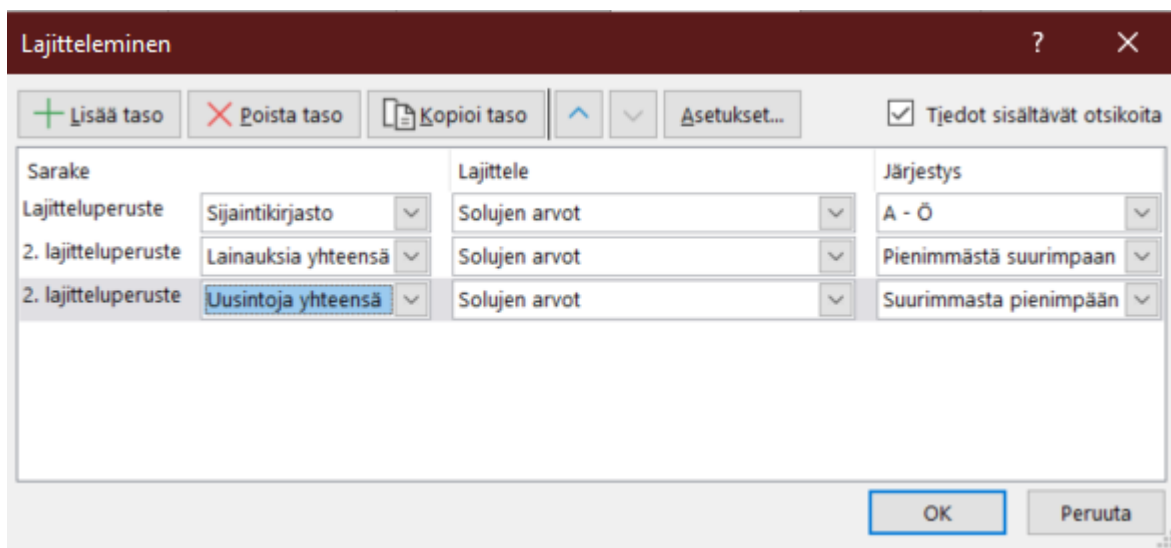 Lajitteleminen ?
Lisää taso Poista taso Kopioi taso Asetukset... Tiedot sisältävät otsikoita
Sarake Lajittele Järjestys
Lajitteluperuste Sijaintikirjasto Solujen arvot A - Ö
2. lajitteluperuste Lainauksia yhteensä Solujen arvot Pienimmästä suurimpaan
2. lajitteluperuste Uusintoja yhteensä Solujen arvot Suurimmasta pienimpään
OK Peruuta